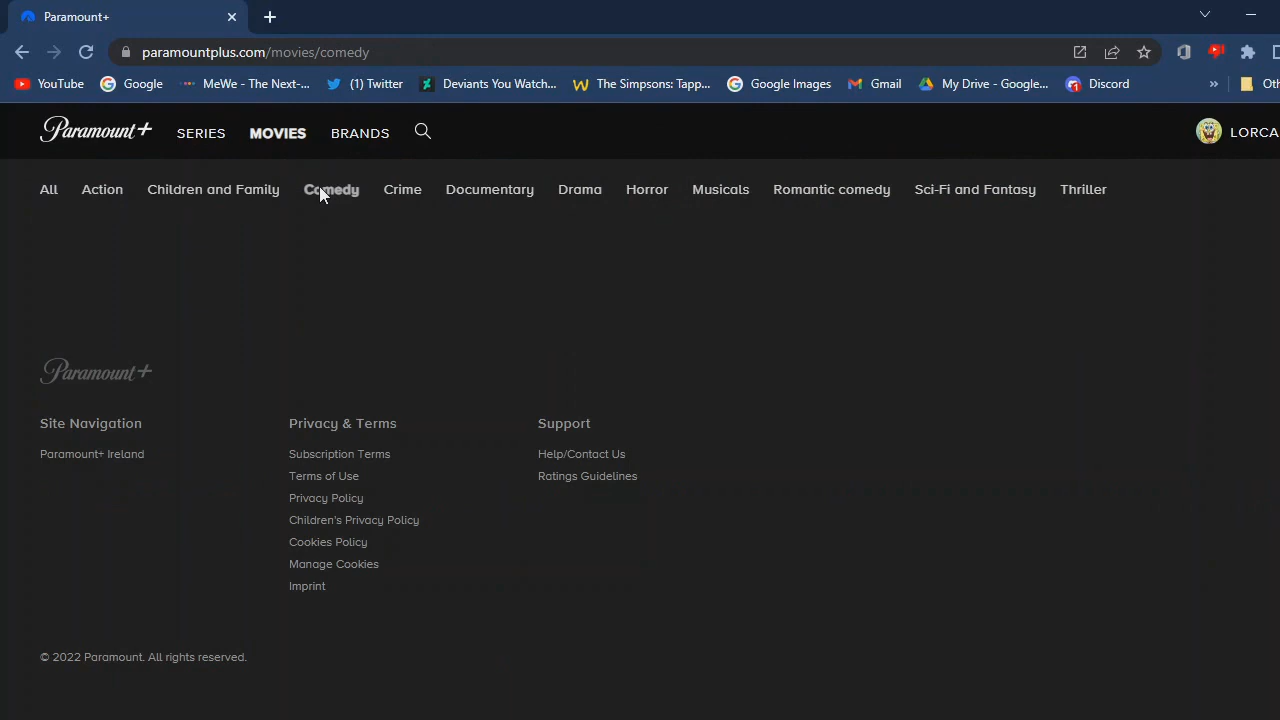 Paramount+
paramountplus.com/movies/comedy
YouTube Google MeWe - The Next-... (1) Twitter Deviants You Watch... The Simpsons: Tapp... Google Images Gmail My Drive - Google... Discord » Oth
Paramount+ SERIES MOVIES BRANDS LORCA
All Action Children and Family Comedy Crime Documentary Drama Horror Musicals Romantic comedy Sci-Fi and Fantasy Thriller
Paramount+
Site Navigation
Paramount+ Ireland
Privacy & Terms
Subscription Terms
Terms of Use
Privacy Policy
Children's Privacy Policy
Cookies Policy
Manage Cookies
Imprint
Support
Help/Contact Us
Ratings Guidelines
© 2022 Paramount. All rights reserved.